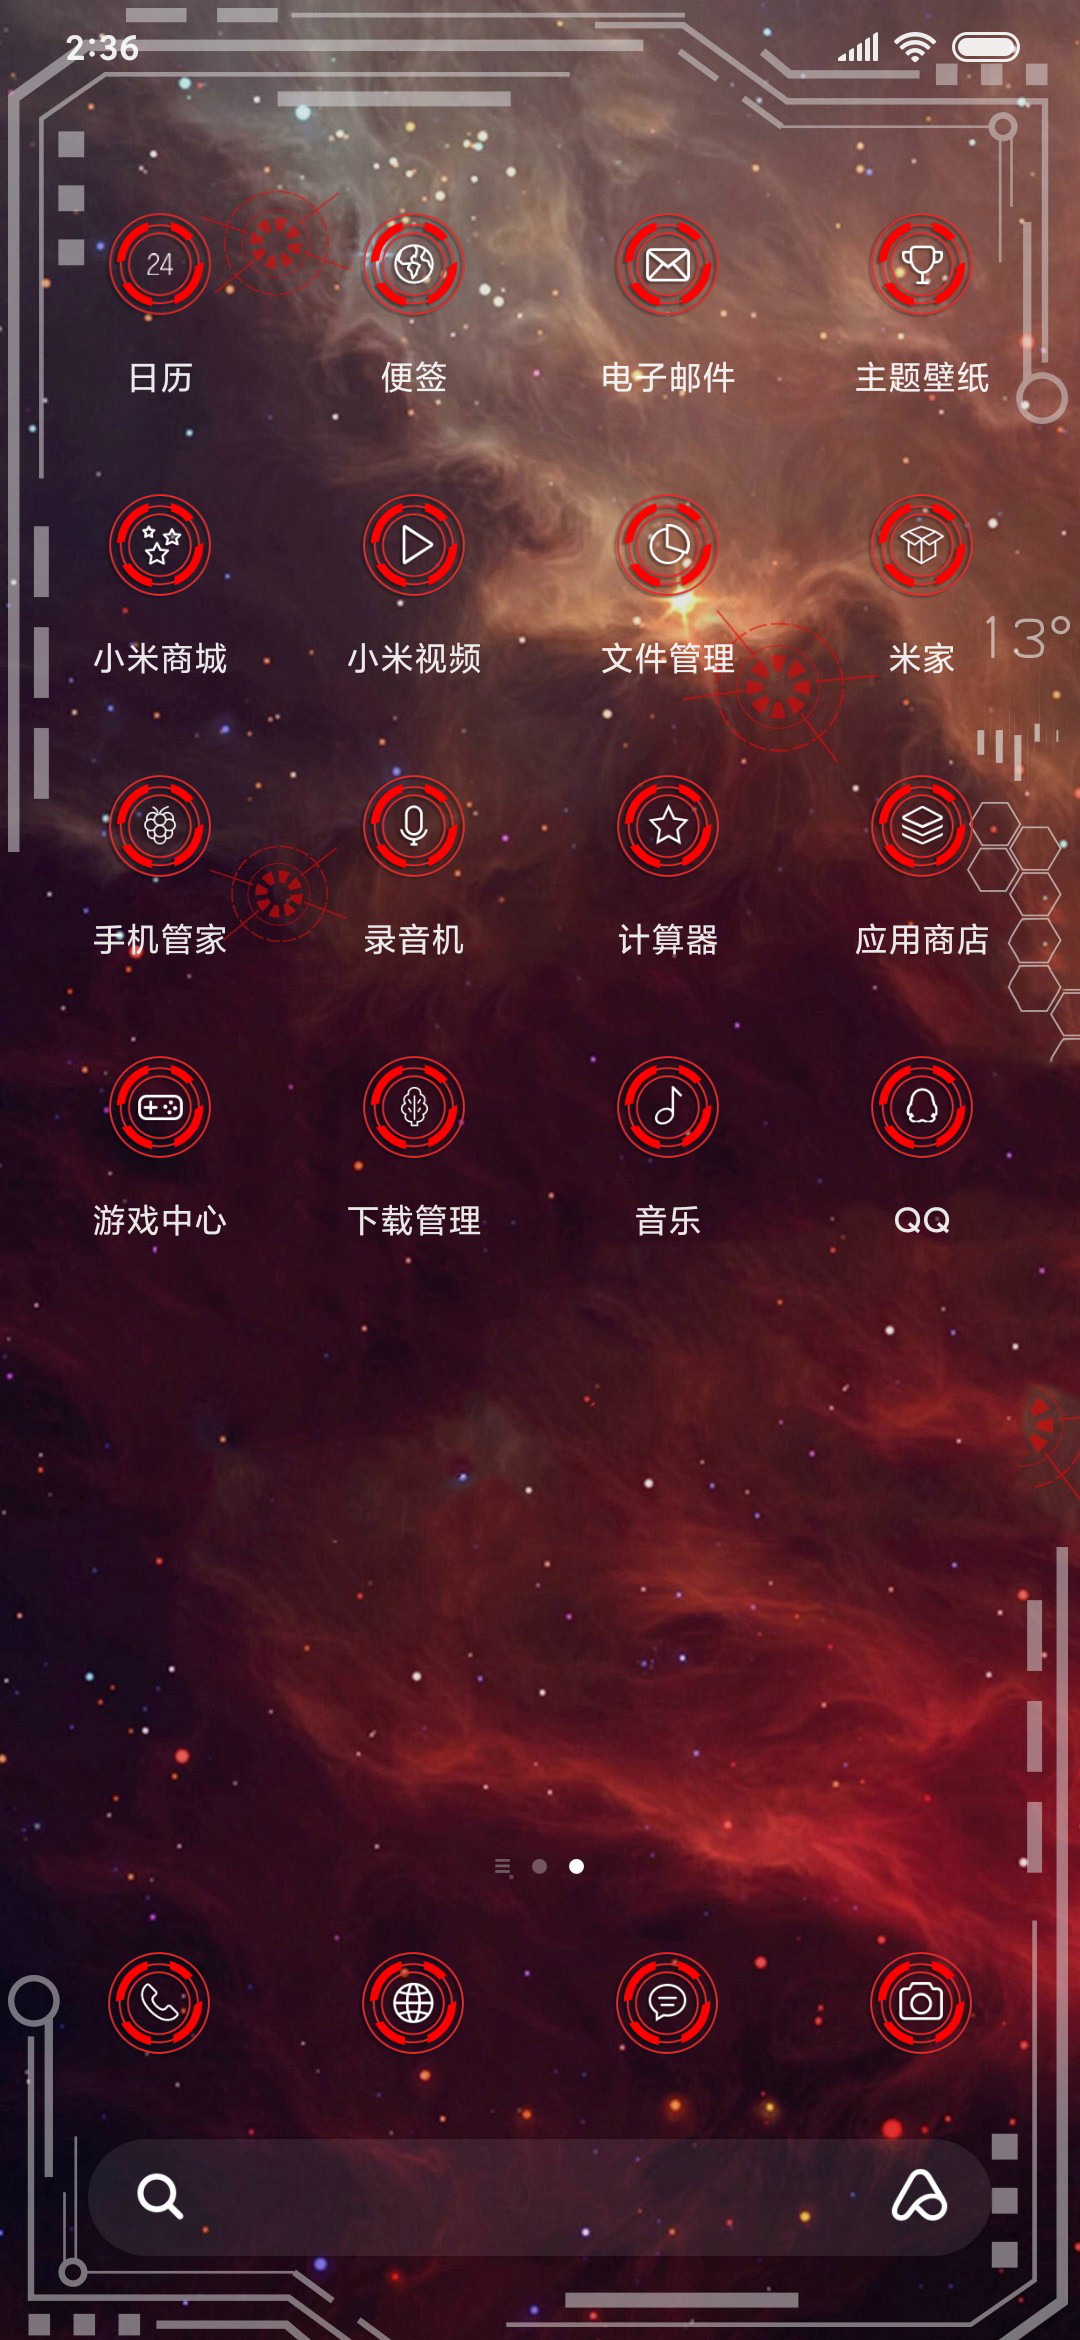 2:36
24
日历
便签
电子邮件
主题壁纸
小米商城
小米视频
文件管理
米家
13°
手机管家
录音机
计算器
应用商店
游戏中心
下载管理
音乐
QQ